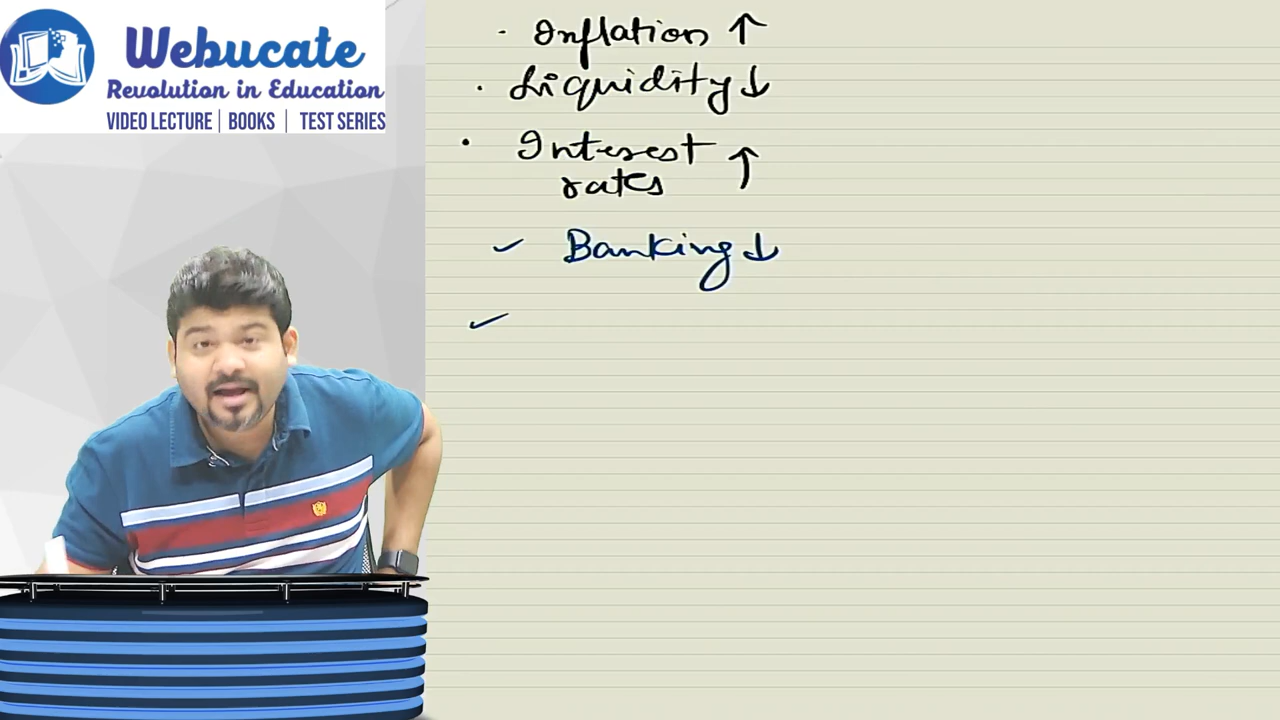 Webucate
Revolution in Education
VIDEO LECTURE | BOOKS | TEST SERIES
· Inflation ↑
· Liquidity ↓
· Interest ↑
rates
✓ Banking ↓
✓